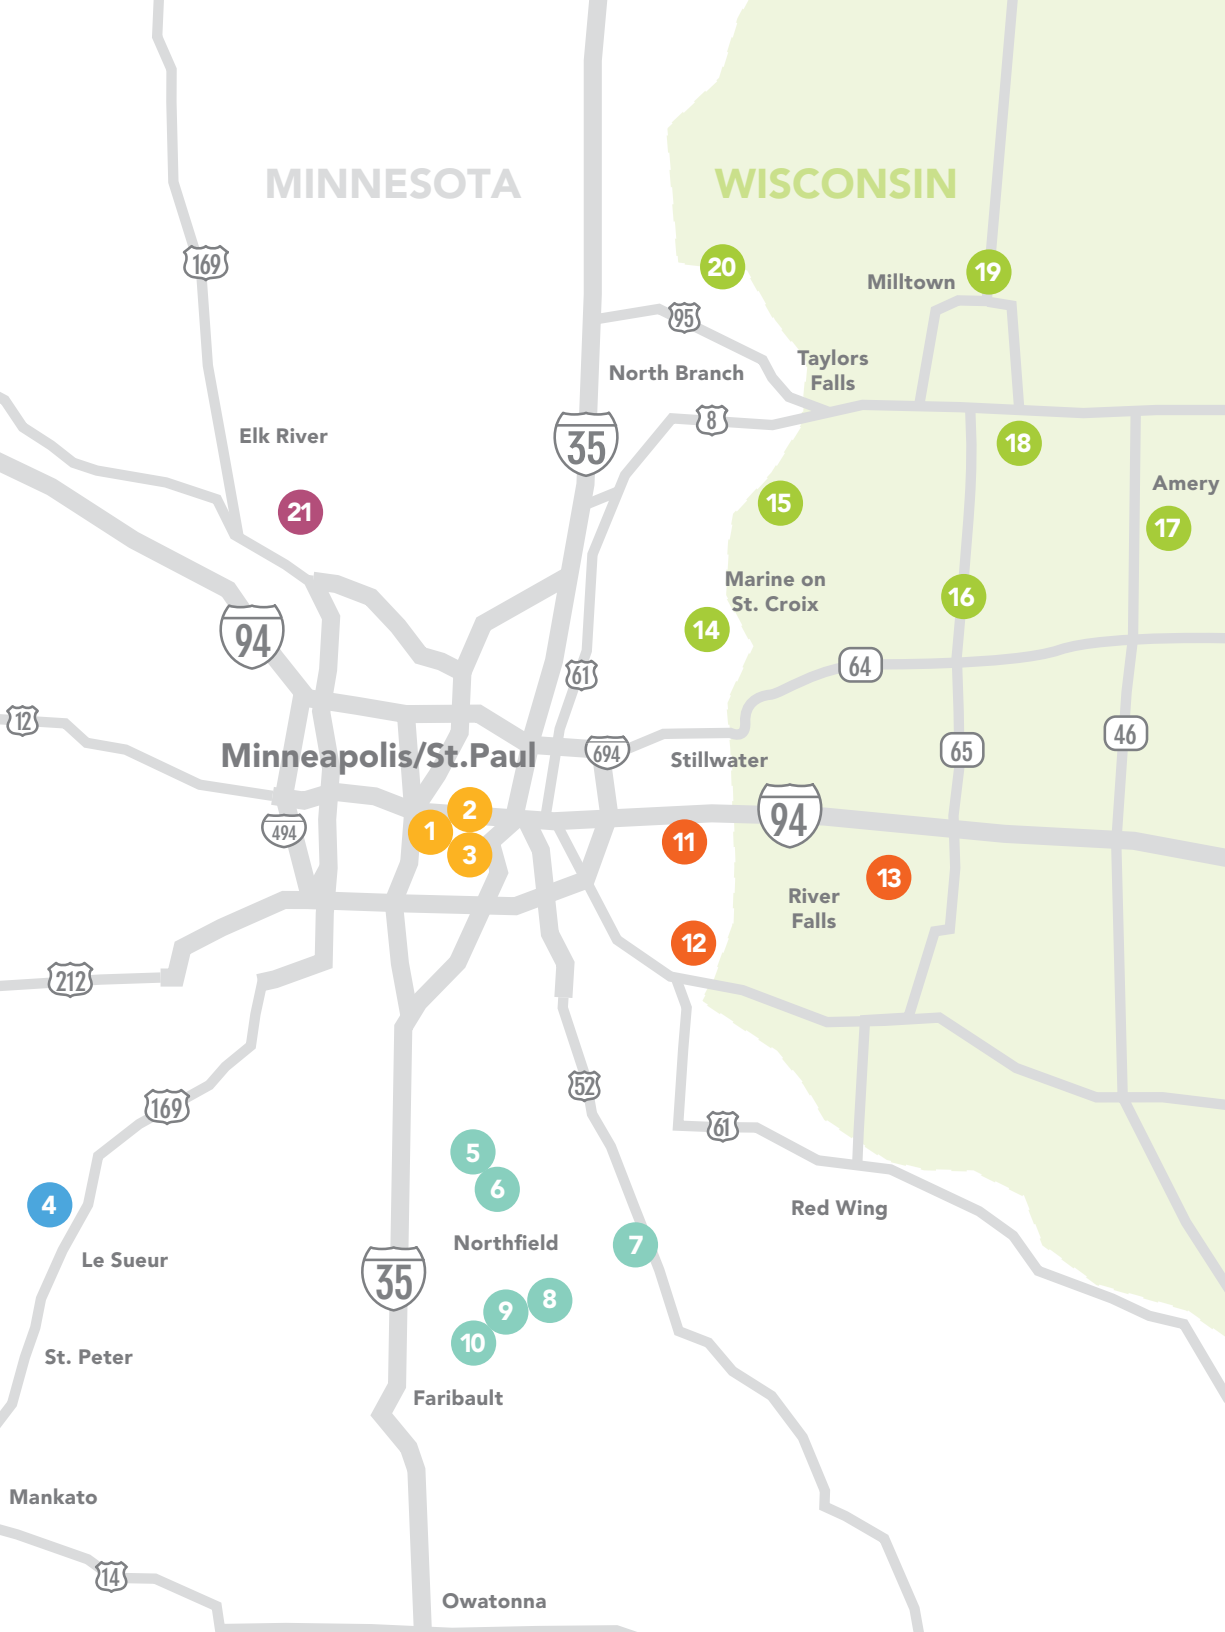 MINNESOTA
WISCONSIN
169
20
19
Milltown
95
Taylors
Falls
North Branch
8
Elk River
35
18
Amery
15
21
17
Marine on
St. Croix
16
14
94
64
61
12
46
65
694
Minneapolis/St.Paul
Stillwater
2
94
1
494
11
3
13
River
Falls
12
212
52
169
61
5
6
4
Red Wing
Northfield
7
Le Sueur
35
8
9
10
St. Peter
Faribault
Mankato
14
Owatonna